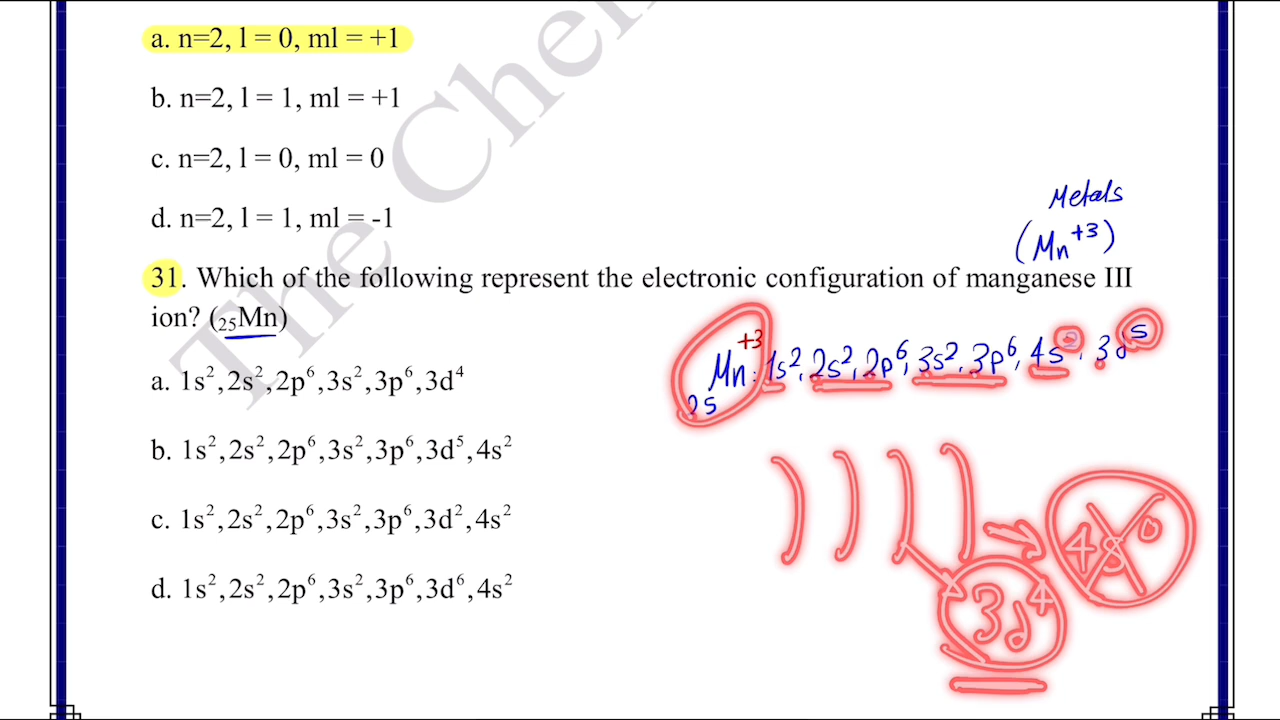 a. n=2, l = 0, ml = +1
b. n=2, l = 1, ml = +1
c. n=2, l = 0, ml = 0
d. n=2, l = 1, ml = -1
Metals
(Mn⁺³)
31. Which of the following represent the electronic configuration of manganese III
ion? (₂₅Mn)
₂₅Mn⁺³: 1s², 2s², 2p⁶, 3s², 3p⁶, 4s, 3d⁵
a. 1s²,2s²,2p⁶,3s²,3p⁶,3d⁴
b. 1s²,2s²,2p⁶,3s²,3p⁶,3d⁵,4s²
c. 1s²,2s²,2p⁶,3s²,3p⁶,3d²,4s²
d. 1s²,2s²,2p⁶,3s²,3p⁶,3d⁶,4s²
4s⁰
3d⁴
The Chem